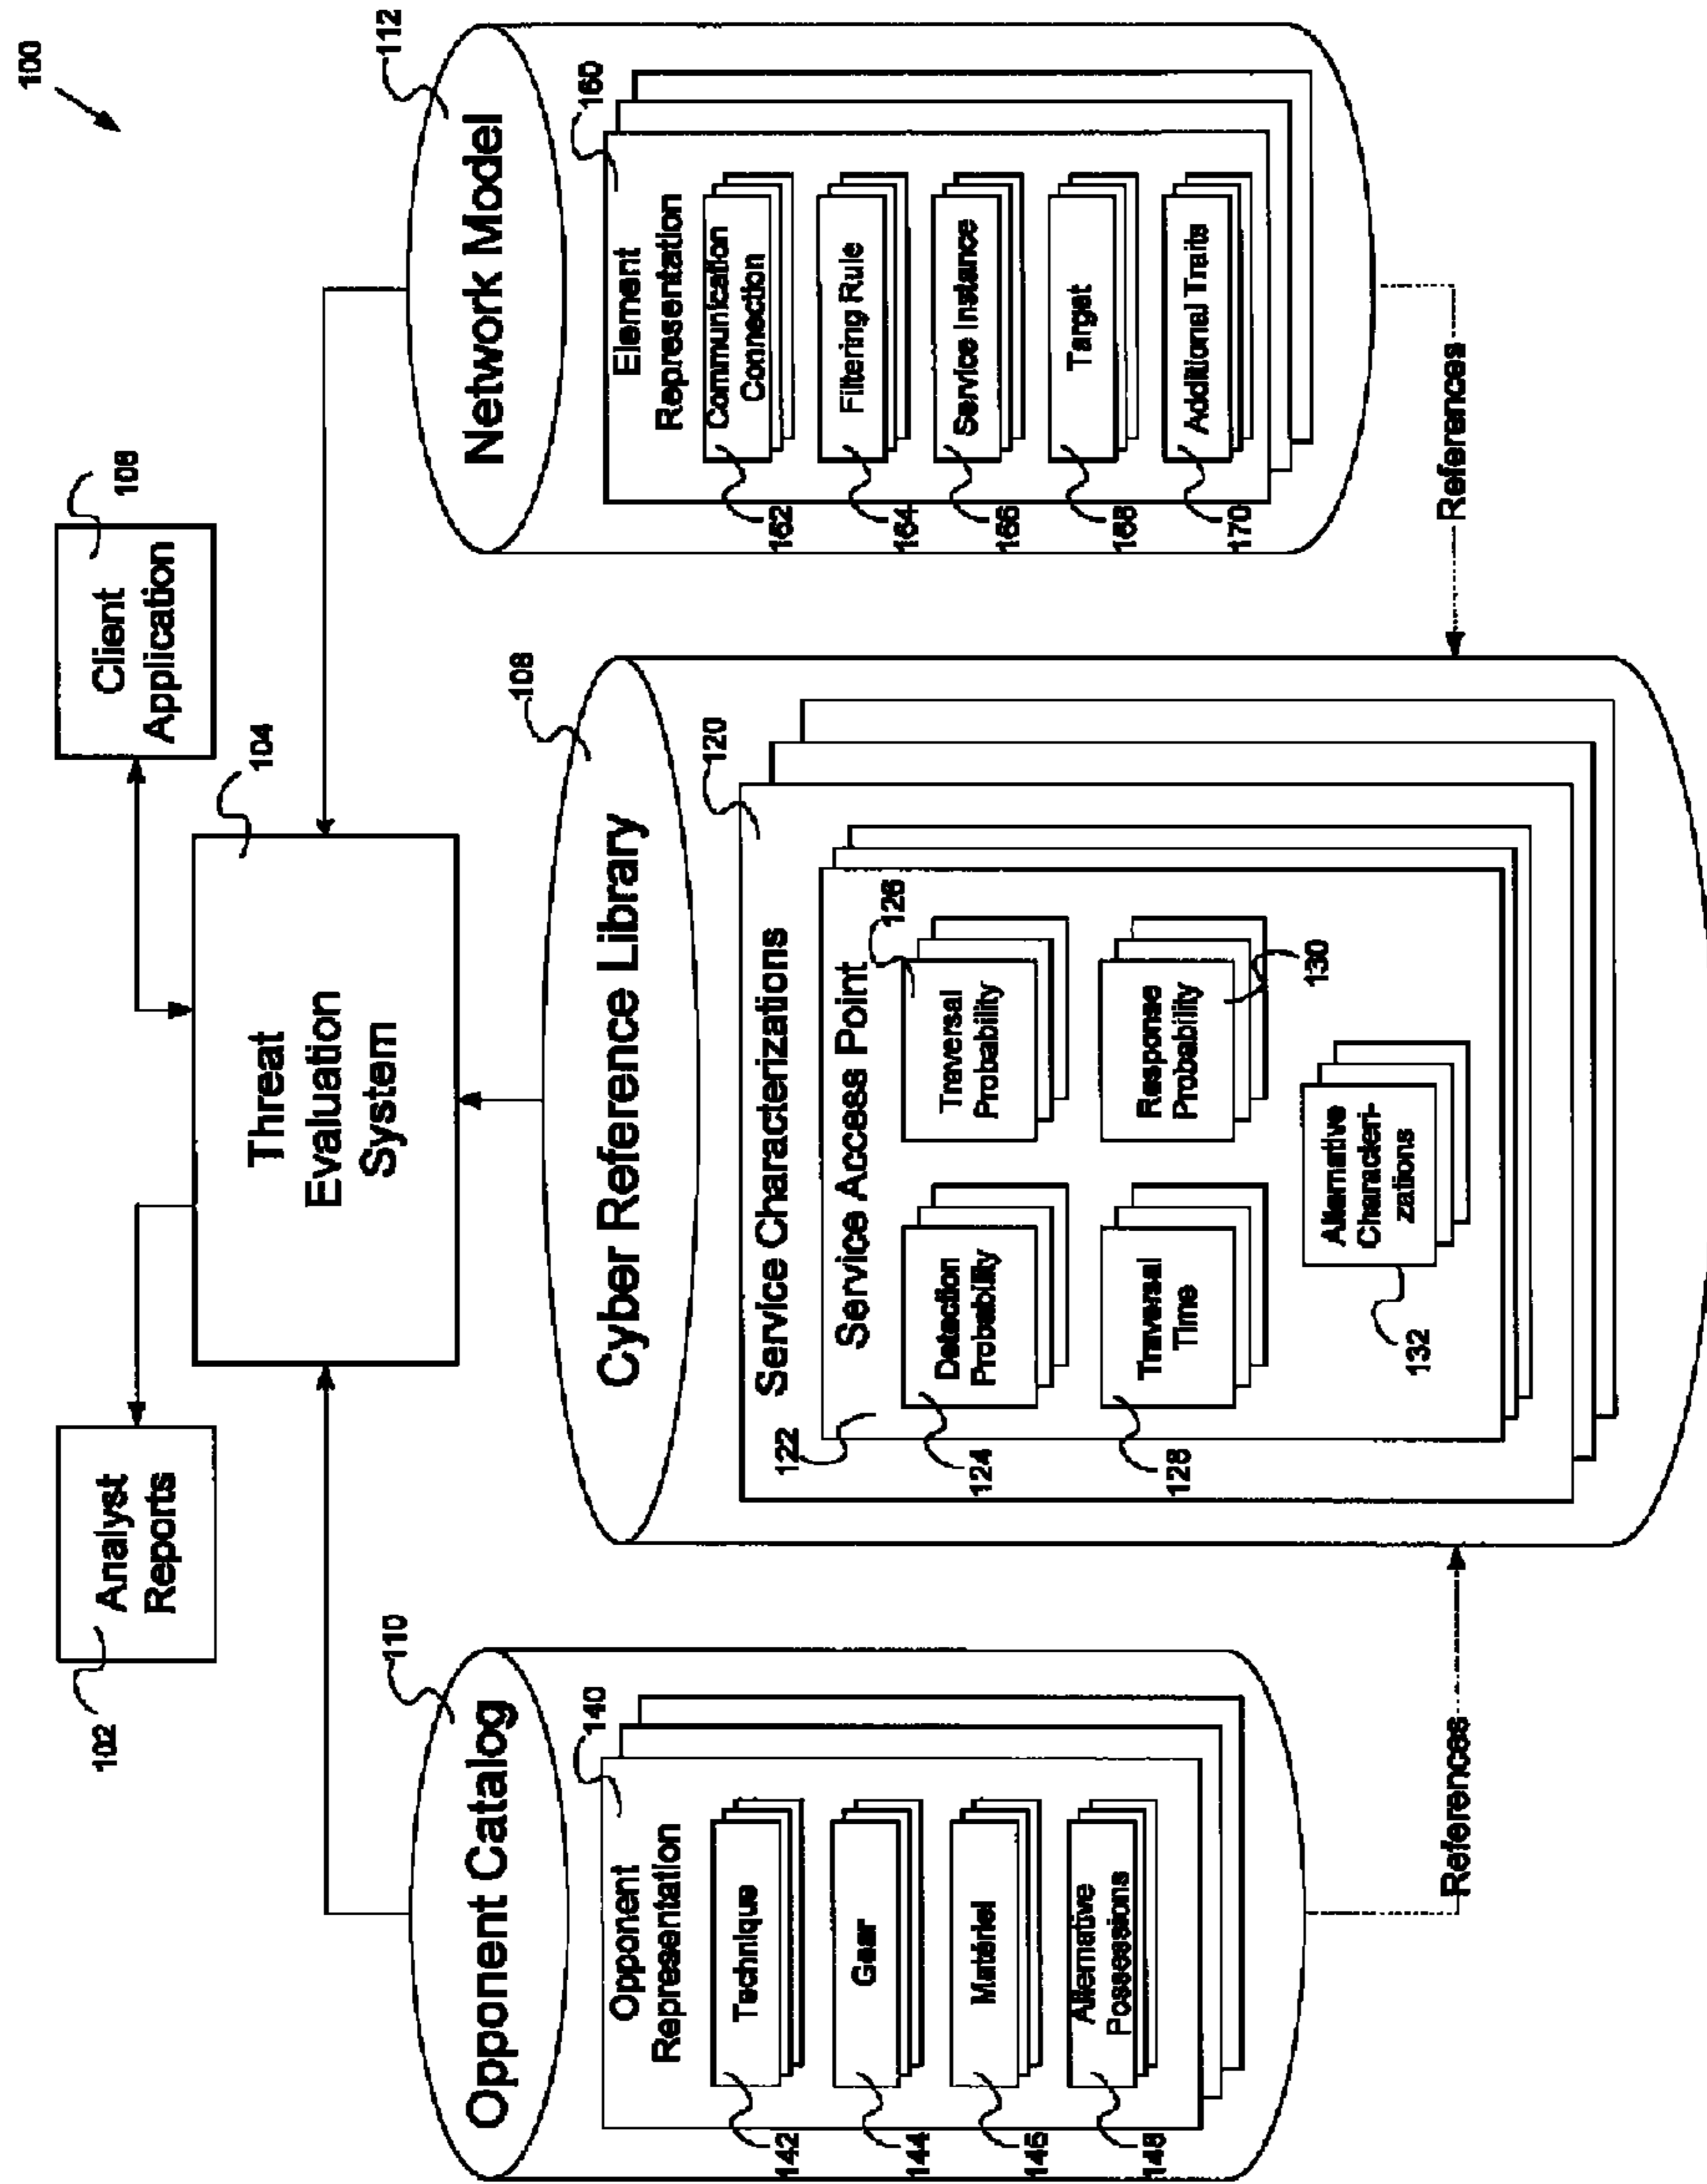 100
102
Analyst
Reports
Client
Application
106
104
Threat
Evaluation
System
110
Opponent Catalog
140
Opponent
Representation
Technique
142
Gear
144
Matériel
146
Alternative
Possessions
148
108
Cyber Reference Library
120
Service Characterizations
122
Service Access Point
Detection
Probability
124
126
Traversal
Probability
Traversal
Time
128
Response
Probability
130
Alternative
Characteri-
zations
132
112
Network Model
160
Element
Representation
Communication
Connection
162
Filtering Rule
164
Service Instance
166
Target
168
Additional Traits
170
References
References